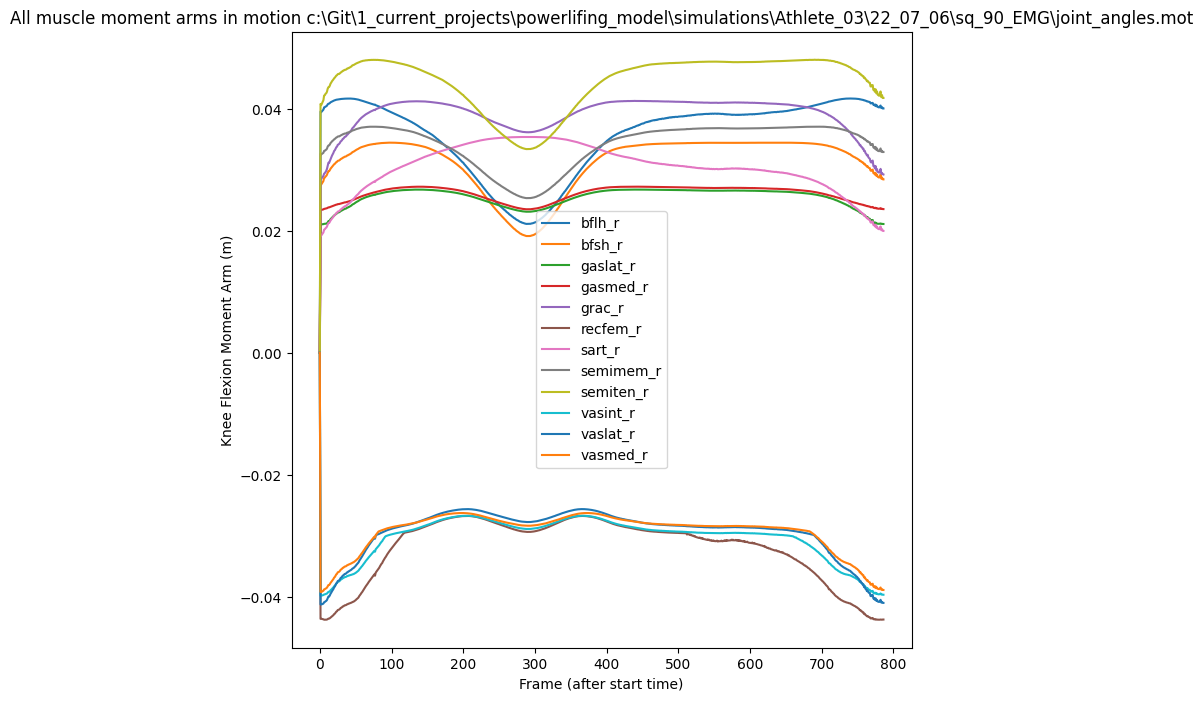 All muscle moment arms in motion c:\Git\1_current_projects\powerlifing_model\simulations\Athlete_03\22_07_06\sq_90_EMG\joint_angles.mot
Knee Flexion Moment Arm (m)
0.04
0.02
0.00
−0.02
−0.04
bflh_r
bfsh_r
gaslat_r
gasmed_r
grac_r
recfem_r
sart_r
semimem_r
semiten_r
vasint_r
vaslat_r
vasmed_r
0 100 200 300 400 500 600 700 800
Frame (after start time)